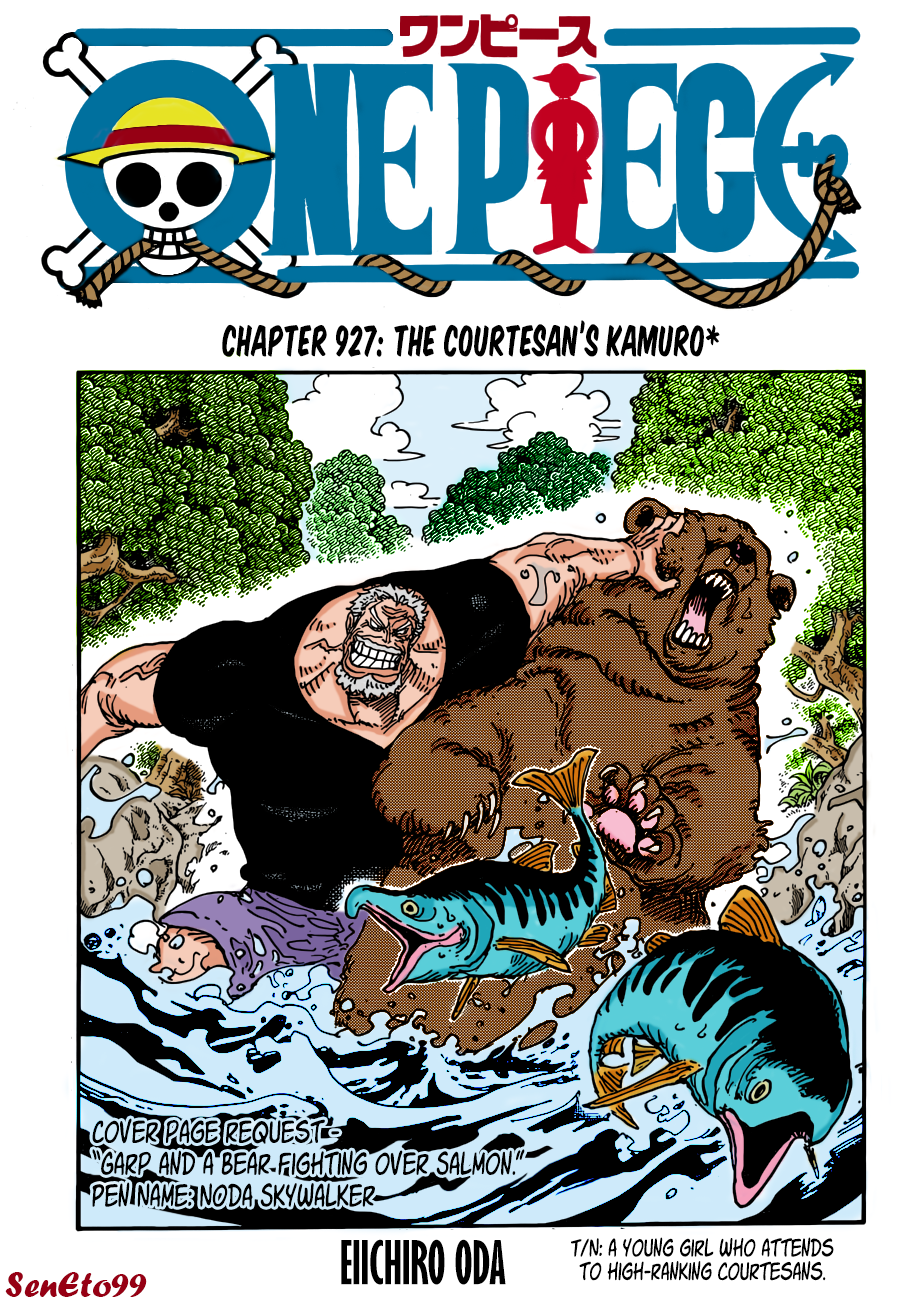 ワンピース
ONE PIECE
CHAPTER 927: THE COURTESAN'S KAMURO*
COVER PAGE REQUEST -
"GARP AND A BEAR FIGHTING OVER SALMON."
PEN NAME: NODA SKYWALKER
EIICHIRO ODA
T/N: A YOUNG GIRL WHO ATTENDS
TO HIGH-RANKING COURTESANS.
SenEto99